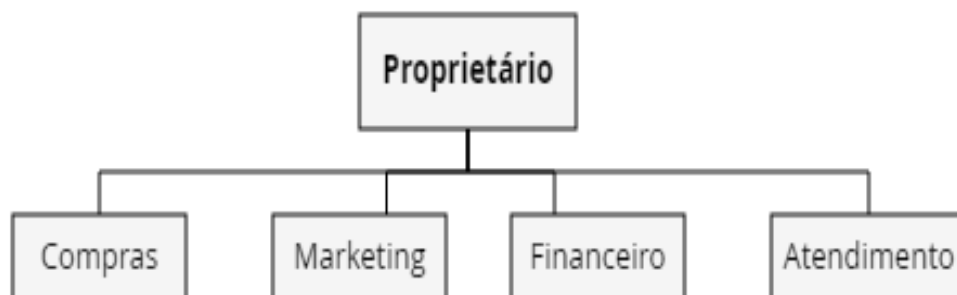 Proprietário
Compras
Marketing
Financeiro
Atendimento